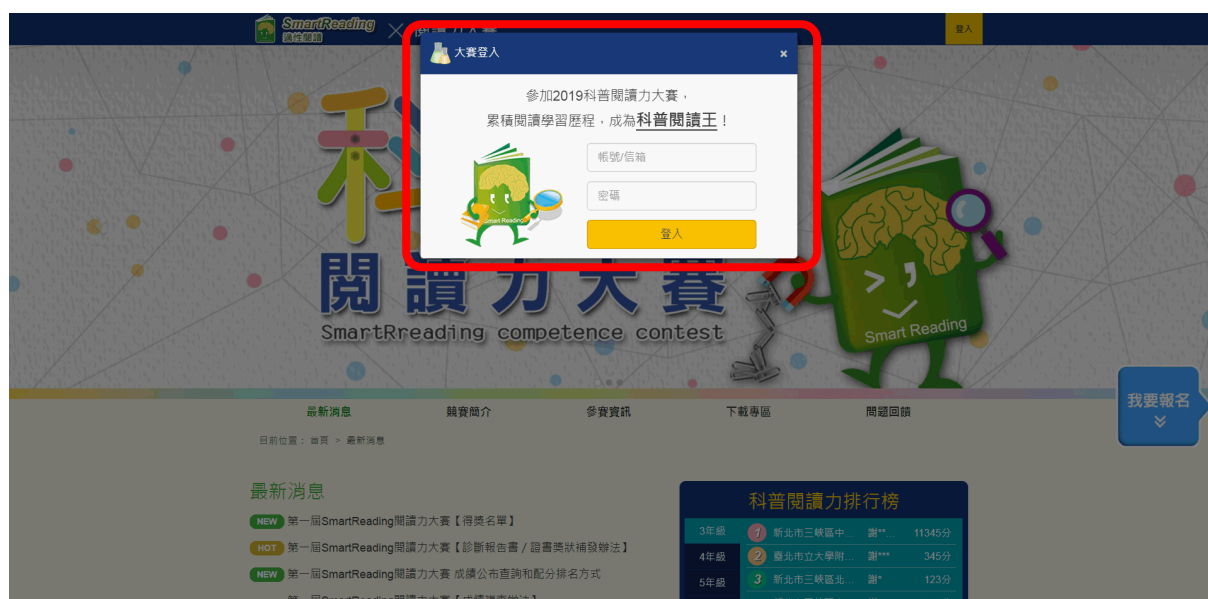 SmartReading
適性閱讀
登入
大賽登入
×
參加2019科普閱讀力大賽，
累積閱讀學習歷程，成為科普閱讀王！
帳號/信箱
密碼
登入
Smart Reading
科
閱讀力大賽
SmartRreading competence contest
Smart Reading
我要報名
最新消息 競賽簡介 參賽資訊 下載專區 問題回饋
目前位置： 首頁 > 最新消息
最新消息
NEW 第一屆SmartReading閱讀力大賽【得獎名單】
HOT 第一屆SmartReading閱讀力大賽【診斷報告書 / 證書獎狀補發辦法】
NEW 第一屆SmartReading閱讀力大賽 成績公布查詢和配分排名方式
科普閱讀力排行榜
3年級 1 新北市三峽區中... 謝**... 11345分
4年級 2 臺北市立大學附... 謝*** 345分
5年級 3 新北市三峽區北... 謝* 123分